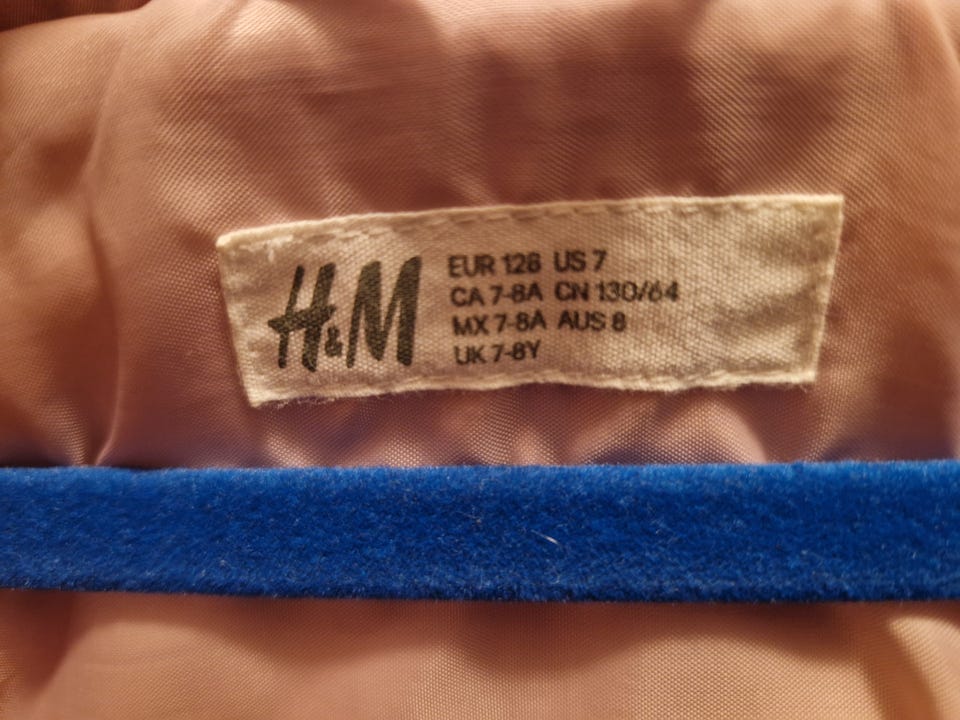 H&M
EUR 128 US 7
CA 7-8A CN 130/64
MX 7-8A AUS 8
UK 7-8Y